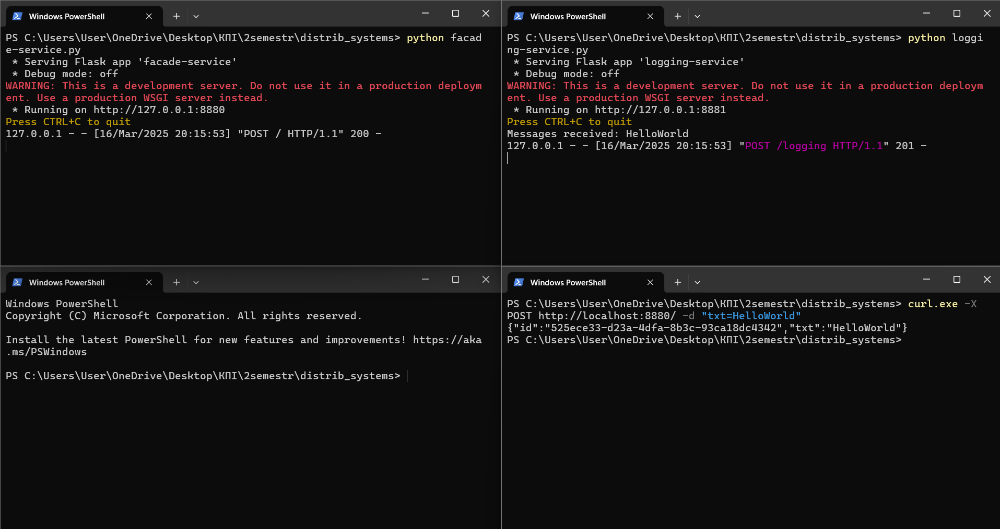 Windows PowerShell
PS C:\Users\User\OneDrive\Desktop\КПІ\2semestr\distrib_systems> python facad
e-service.py
 * Serving Flask app 'facade-service'
 * Debug mode: off
WARNING: This is a development server. Do not use it in a production deploym
ent. Use a production WSGI server instead.
 * Running on http://127.0.0.1:8880
Press CTRL+C to quit
127.0.0.1 - - [16/Mar/2025 20:15:53] "POST / HTTP/1.1" 200 -
Windows PowerShell
PS C:\Users\User\OneDrive\Desktop\КПІ\2semestr\distrib_systems> python loggi
ng-service.py
 * Serving Flask app 'logging-service'
 * Debug mode: off
WARNING: This is a development server. Do not use it in a production deploym
ent. Use a production WSGI server instead.
 * Running on http://127.0.0.1:8881
Press CTRL+C to quit
Messages received: HelloWorld
127.0.0.1 - - [16/Mar/2025 20:15:53] "POST /logging HTTP/1.1" 201 -
Windows PowerShell
Windows PowerShell
Copyright (C) Microsoft Corporation. All rights reserved.
Install the latest PowerShell for new features and improvements! https://aka
.ms/PSWindows
PS C:\Users\User\OneDrive\Desktop\КПІ\2semestr\distrib_systems>
Windows PowerShell
PS C:\Users\User\OneDrive\Desktop\КПІ\2semestr\distrib_systems> curl.exe -X
POST http://localhost:8880/ -d "txt=HelloWorld"
{"id":"525ece33-d23a-4dfa-8b3c-93ca18dc4342","txt":"HelloWorld"}
PS C:\Users\User\OneDrive\Desktop\КПІ\2semestr\distrib_systems>